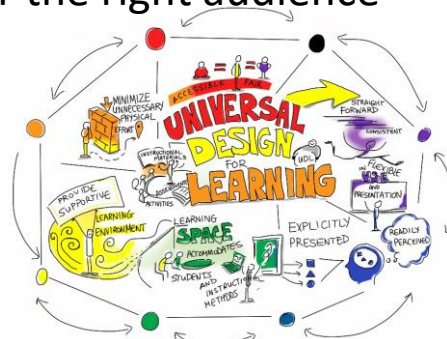 r the right audience
ACCESSIBLE FAIR
UNIVERSAL
DESIGN
FOR
LEARNING
MINIMIZE
UNNECESSARY
PHYSICAL
EFFORT
INSTRUCTIONAL
MATERIALS
ASSESSMENTS
ACTIVITIES
UDL
STRAIGHT
FORWARD
CONSISTENT
FLEXIBLE
IN
USE
AND
PRESENTATION
READILY
PERCEIVED
EXPLICITLY
PRESENTED
PROVIDE
SUPPORTIVE
LEARNING
ENVIRONMENT
LEARNING
SPACE
ACCOMMODATES
STUDENTS
AND
INSTRUCTIONAL
METHODS